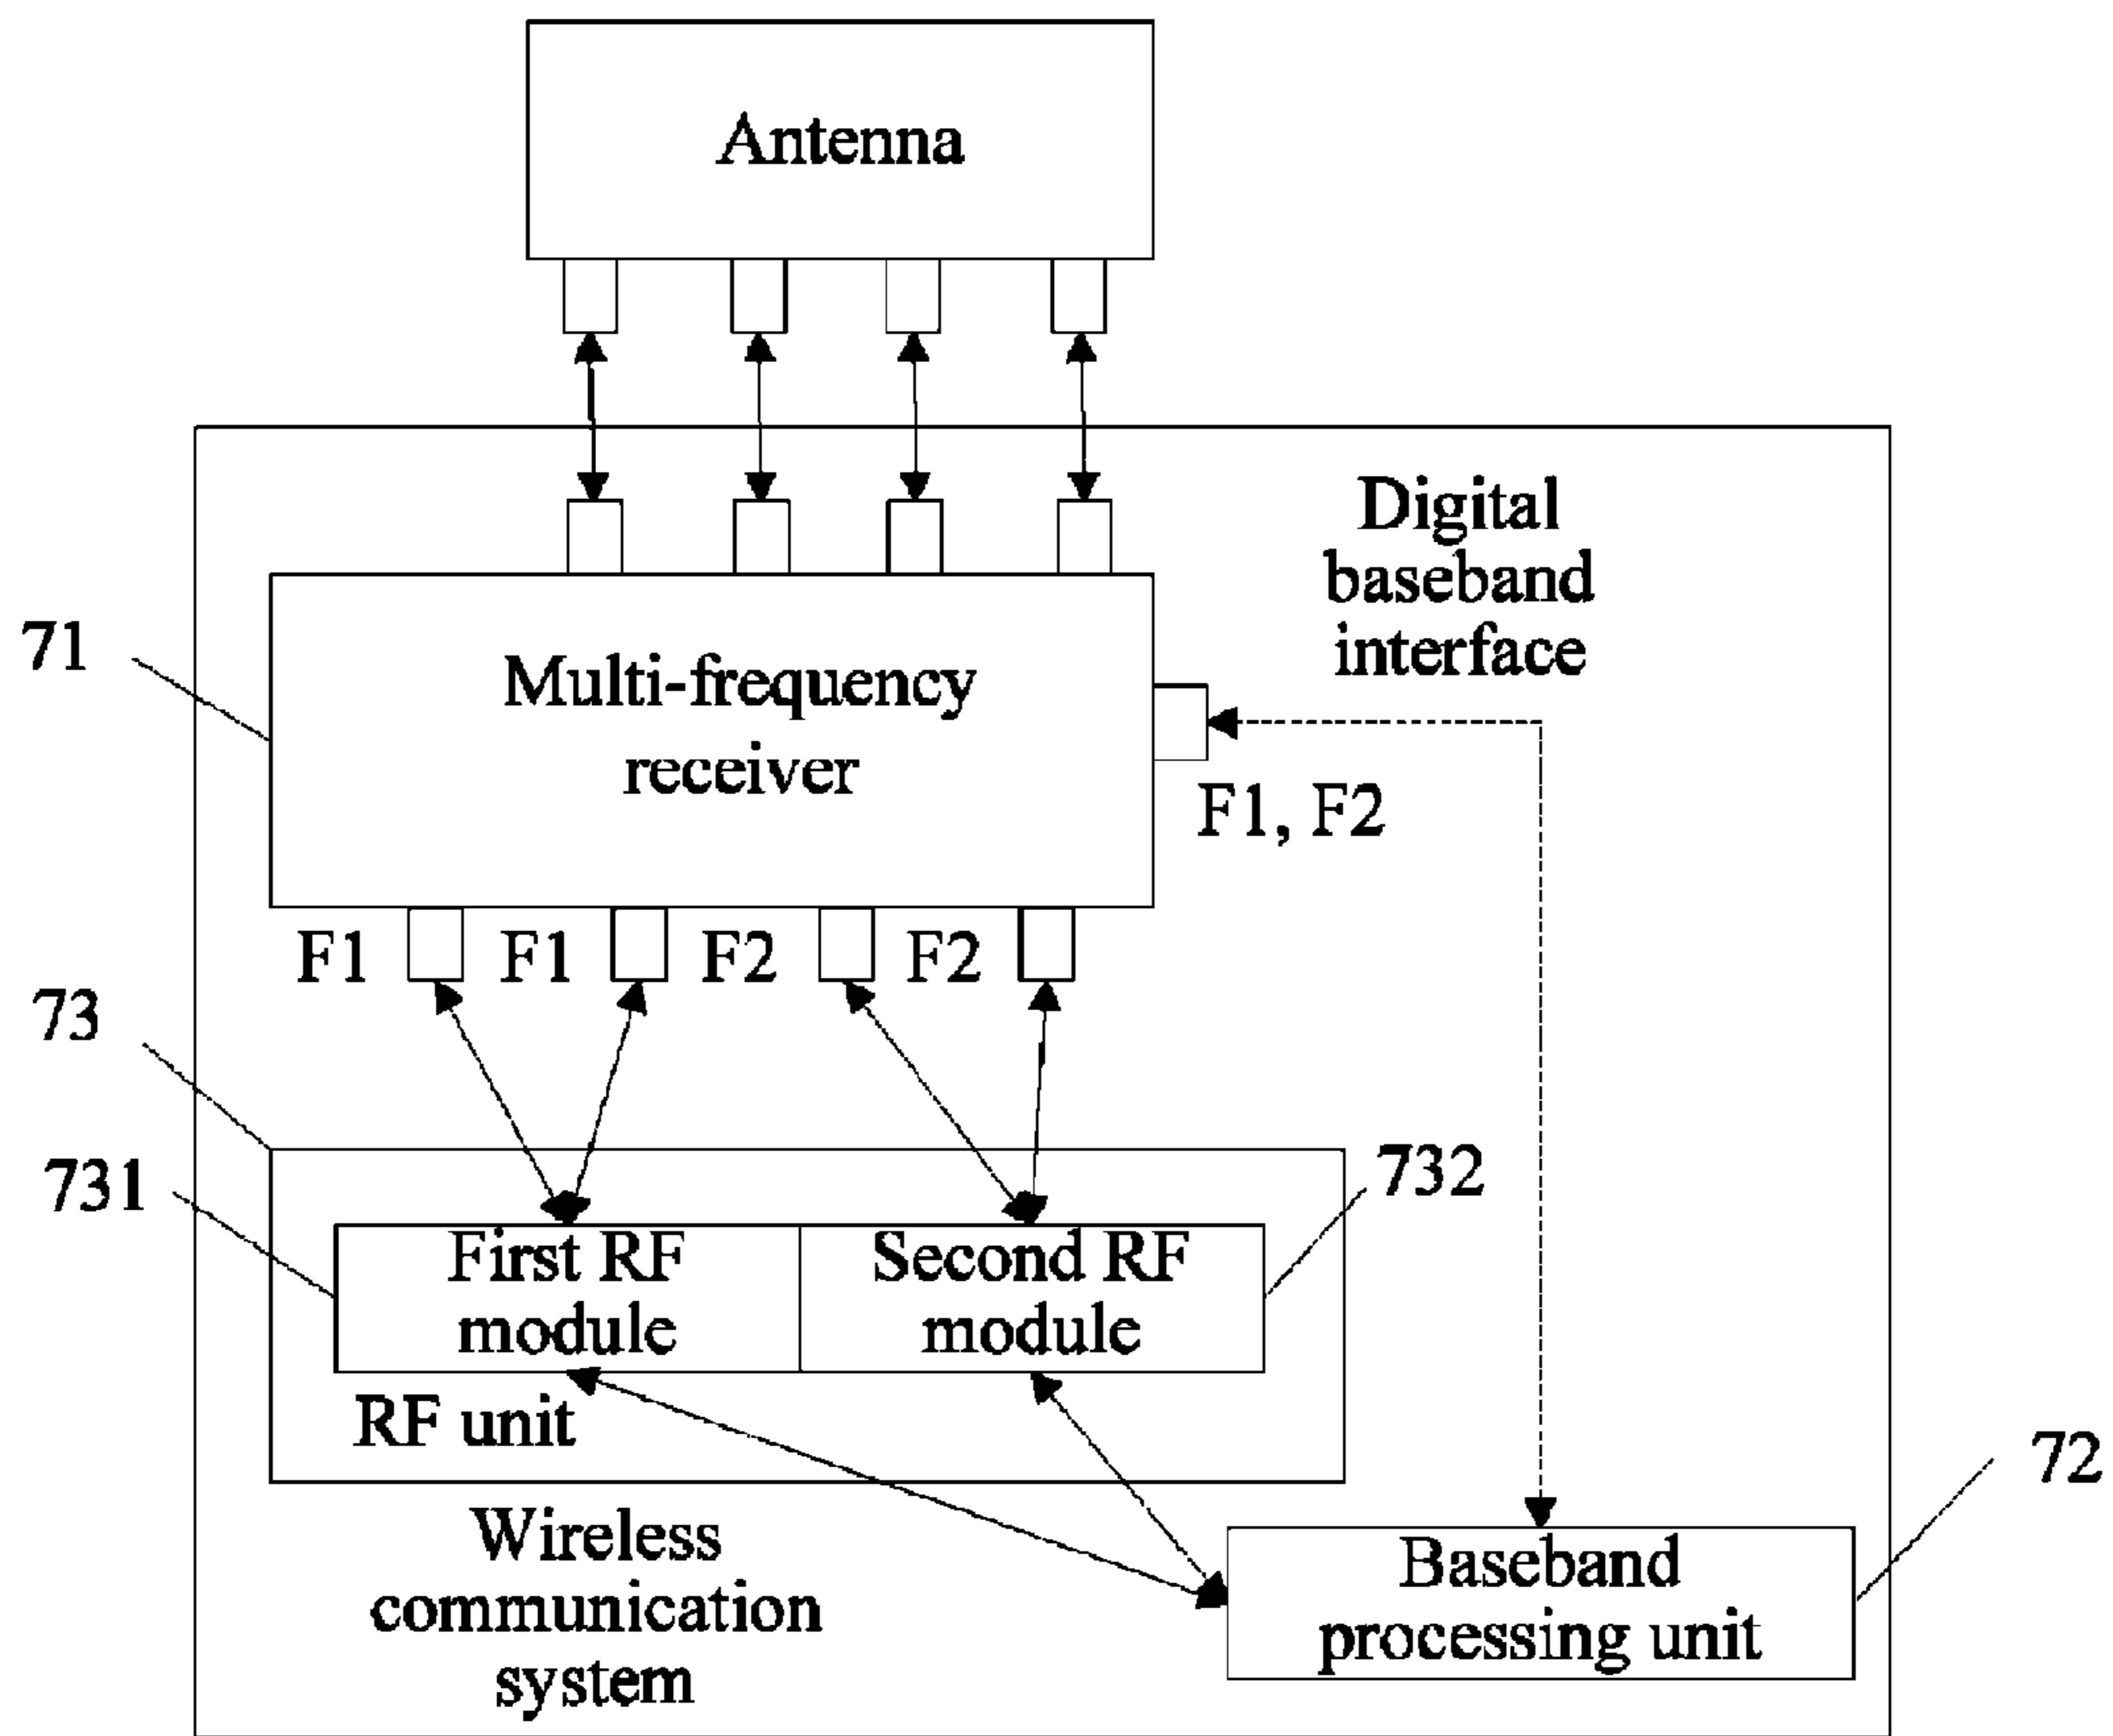 Antenna
Digital
baseband
interface
71
Multi-frequency
receiver
F1, F2
F1 F1 F2 F2
73
731
732
First RF
module
Second RF
module
RF unit
72
Wireless
communication
system
Baseband
processing unit